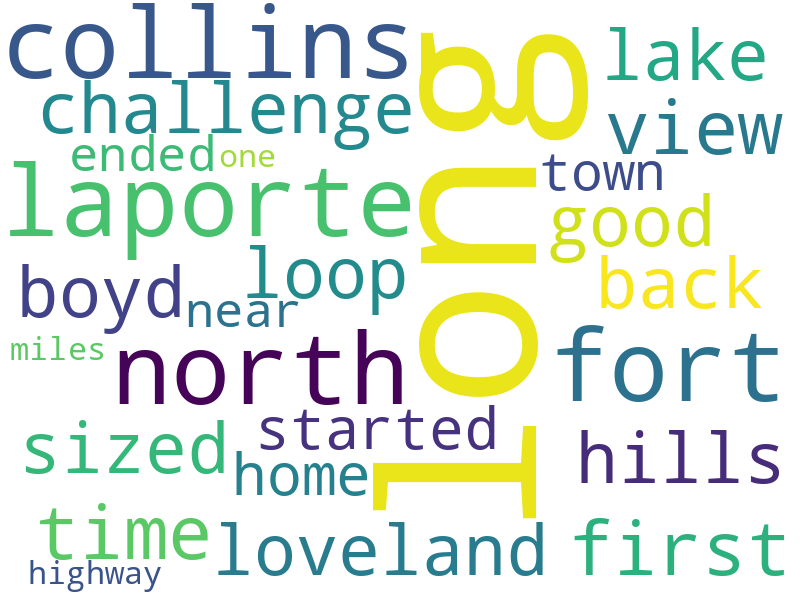 collins
long
lake
challenge
view
ended
one
town
laporte
good
loop
back
boyd
near
miles
north
fort
started
sized
hills
home
time
loveland
first
highway